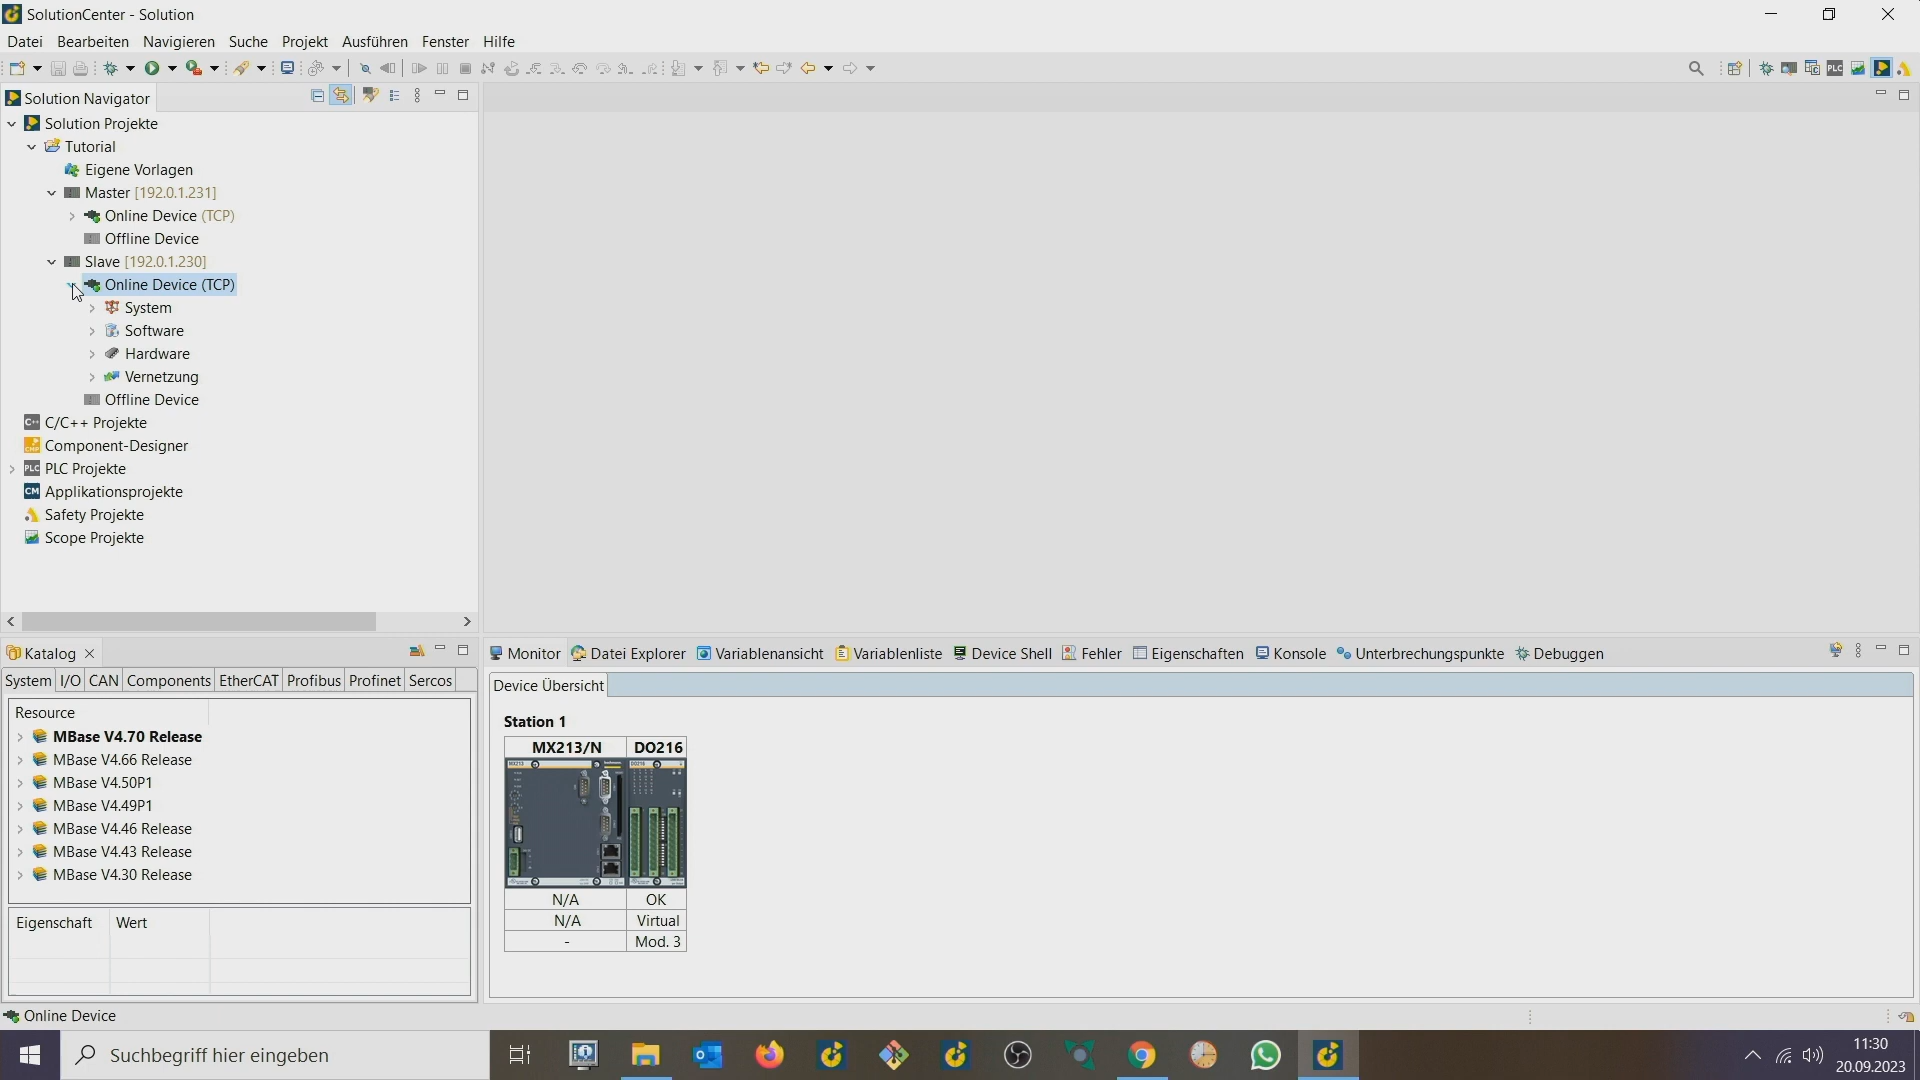 SolutionCenter - Solution
Datei Bearbeiten Navigieren Suche Projekt Ausführen Fenster Hilfe
Solution Navigator
Solution Projekte
Tutorial
Eigene Vorlagen
Master [192.0.1.231]
Online Device (TCP)
Offline Device
Slave [192.0.1.230]
Online Device (TCP)
System
Software
Hardware
Vernetzung
Offline Device
C/C++ Projekte
Component-Designer
PLC Projekte
Applikationsprojekte
Safety Projekte
Scope Projekte
Katalog
System I/O CAN Components EtherCAT Profibus Profinet Sercos
Resource
MBase V4.70 Release
MBase V4.66 Release
MBase V4.50P1
MBase V4.49P1
MBase V4.46 Release
MBase V4.43 Release
MBase V4.30 Release
Eigenschaft Wert
Monitor Datei Explorer Variablenansicht Variablenliste Device Shell Fehler Eigenschaften Konsole Unterbrechungspunkte Debuggen
Device Übersicht
Station 1
MX213/N DO216
N/A OK
N/A Virtual
- Mod. 3
Online Device
Suchbegriff hier eingeben
11:30
20.09.2023